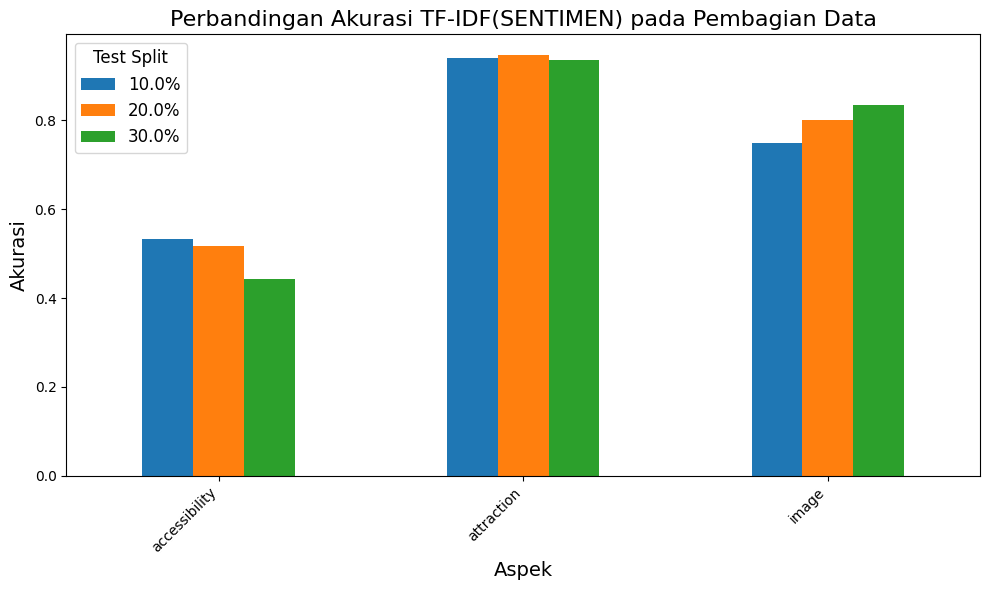 Perbandingan Akurasi TF-IDF(SENTIMEN) pada Pembagian Data
Test Split
10.0%
20.0%
30.0%
Akurasi
0.8
0.6
0.4
0.2
0.0
accessibility
attraction
image
Aspek